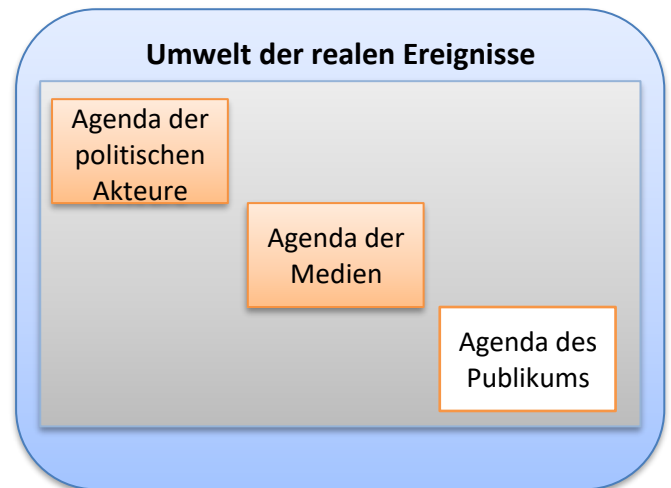 Umwelt der realen Ereignisse
Agenda der
politischen
Akteure
Agenda der
Medien
Agenda des
Publikums